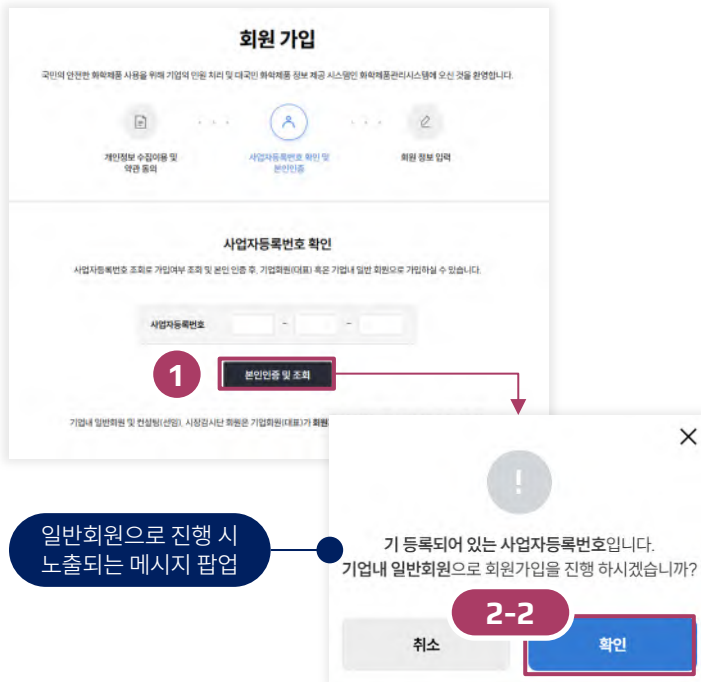 회원 가입
국민의 안전한 화학제품 사용을 위해 기업의 민원 처리 및 대국민 화학제품 정보 제공 시스템인 화학제품관리시스템에 오신 것을 환영합니다.
개인정보 수집이용 및
약관 동의
사업자등록번호 확인 및
본인인증
회원 정보 입력
사업자등록번호 확인
사업자등록번호 조회로 가입여부 조회 및 본인 인증 후, 기업회원(대표) 혹은 기업내 일반 회원으로 가입하실 수 있습니다.
사업자등록번호 - -
1 본인인증 및 조회
기업내 일반회원 및 컨설팅(선임), 시장감시단 회원은 기업회원(대표)가 회원
일반회원으로 진행 시
노출되는 메시지 팝업
!
기 등록되어 있는 사업자등록번호입니다.
기업내 일반회원으로 회원가입을 진행 하시겠습니까?
2-2
취소 확인